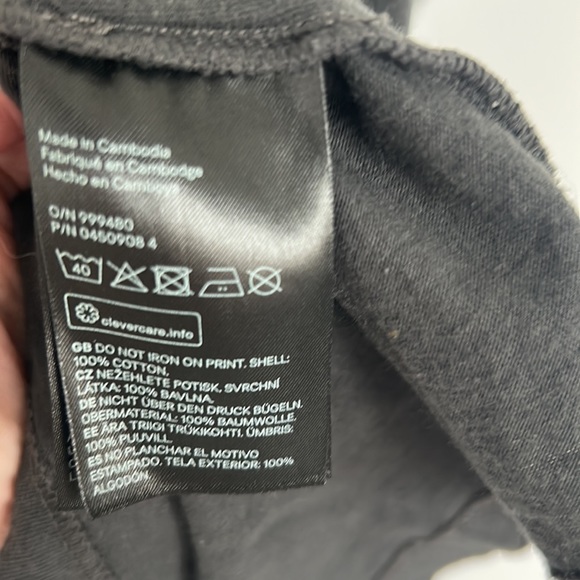 Made in Cambodia
Fabriqué en Cambodge
Hecho en Camboya
O/N 999480
P/N 0450908 4
40
clevercare.info
GB DO NOT IRON ON PRINT. SHELL:
100% COTTON.
CZ NEŽEHLETE POTISK. SVRCHNÍ
LÁTKA: 100% BAVLNA.
DE NICHT ÜBER DEN DRUCK BÜGELN.
OBERMATERIAL: 100% BAUMWOLLE.
EE ÄRA TRIIGI TRÜKIKOHTI. ÜMBRIS:
100% PUUVILL.
ES NO PLANCHAR EL MOTIVO
ESTAMPADO. TELA EXTERIOR: 100%
ALGODÓN.